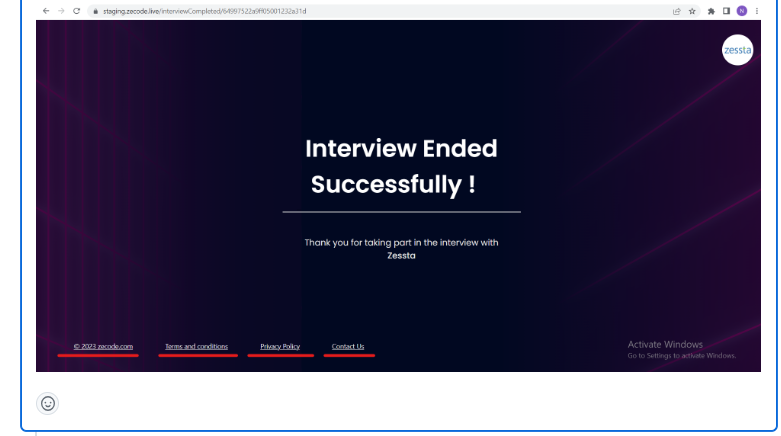 staging.zecode.live/interviewCompleted/64997522a9ff05001232a31d
N
zessta
Interview Ended
Successfully !
Thank you for taking part in the interview with
Zessta
© 2023 zecode.com
Terms and conditions
Privacy Policy
Contact Us
Activate Windows
Go to Settings to activate Windows.